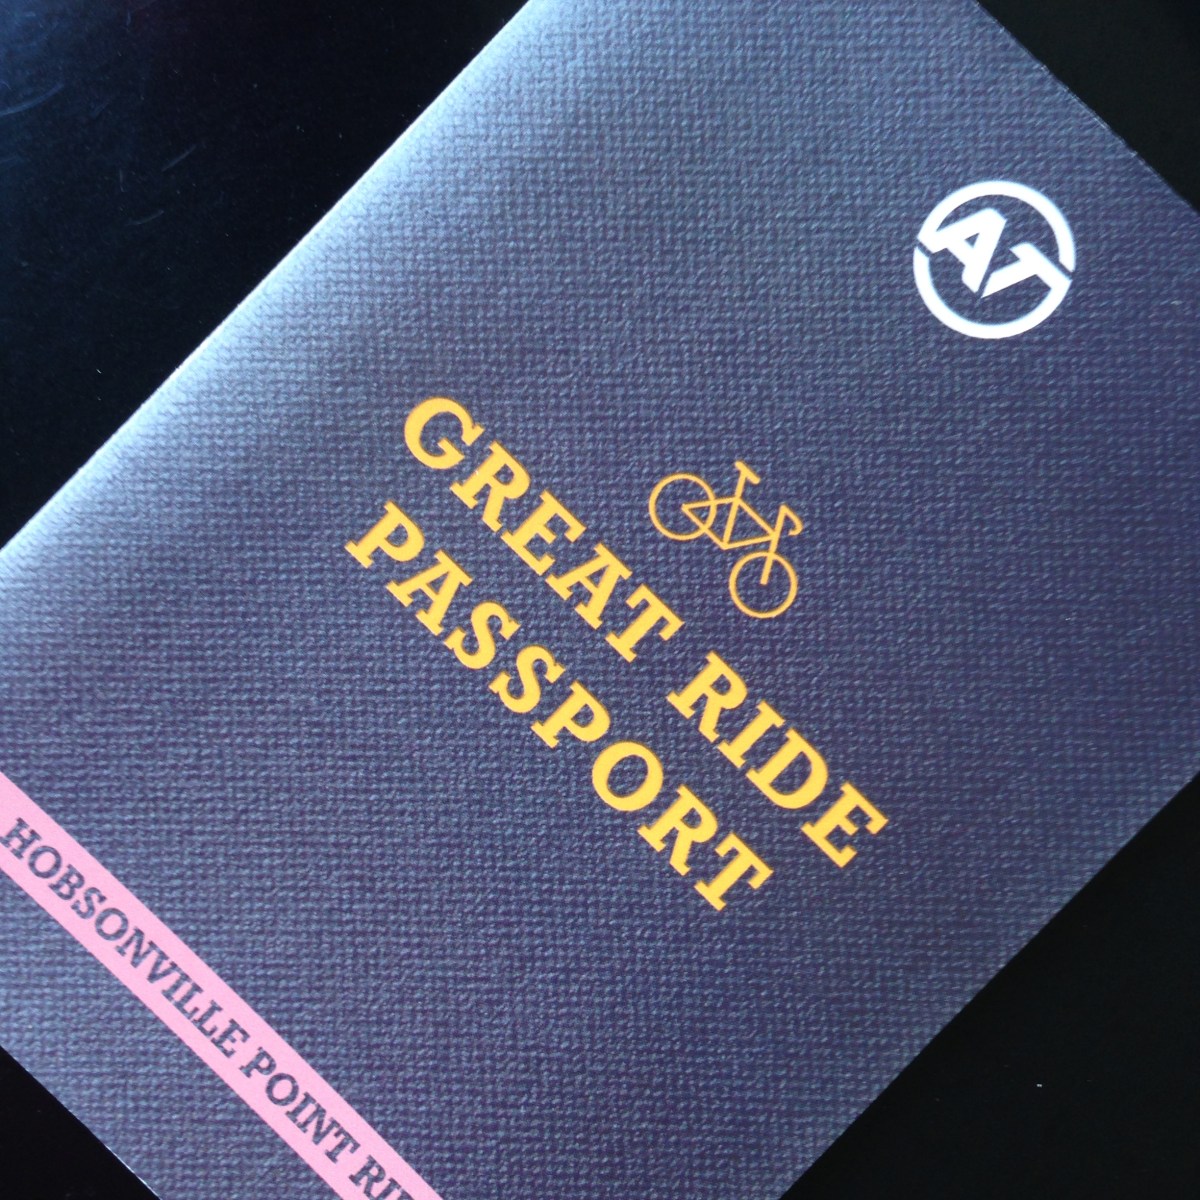 AT
GREAT RIDE
PASSPORT
HOBSONVILLE POINT